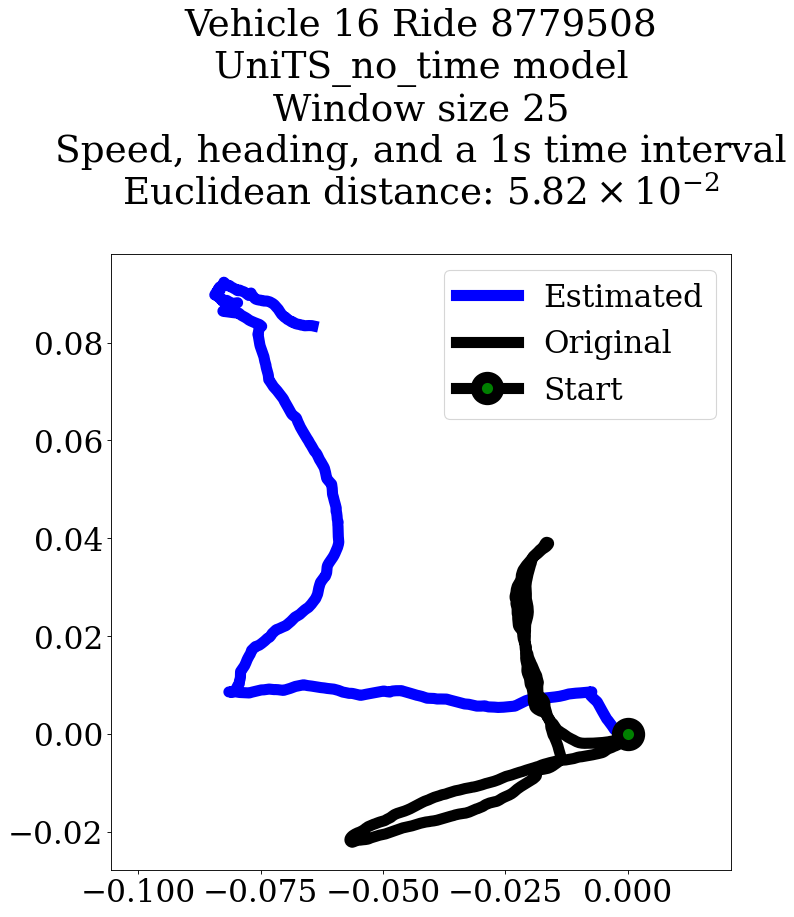 Vehicle 16 Ride 8779508
UniTS_no_time model
Window size 25
Speed, heading, and a 1s time interval
Euclidean distance: 5.82 × 10⁻²
Estimated
Original
Start
0.08
0.06
0.04
0.02
0.00
−0.02
−0.100 −0.075 −0.050 −0.025 0.000